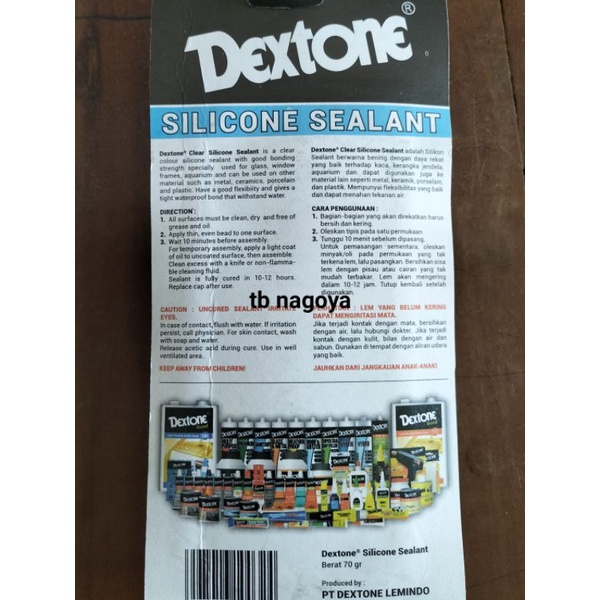 Dextone®
SILICONE SEALANT
Dextone® Clear Silicone Sealant is a clear
colour silicone sealant with good bonding
strength specially used for glass, window
frames, aquarium and can be used on other
material such as metal, ceramics, porcelain
and plastic. Have a good flexibiity and gives a
tight waterproof bond that withstand water.
DIRECTION :
1. All surfaces must be clean, dry and free of
grease and oil.
2. Apply thin, even bead to one surface.
3. Wait 10 minutes before assembly.
For temporary assembly, apply a light coat
of oil to uncoated surface, then assemble.
Clean excess with a knife or non-flamma-
ble cleaning fluid.
Sealant is fully cured in 10-12 hours.
Replace cap after use.
CAUTION : UNCORED SEALANT IRRITATE
EYES.
In case of contact, flush with water. If irritation
persist, call physician. For skin contact, wash
with soap and water.
Release acetic acid during cure. Use in well
ventilated area..
KEEP AWAY FROM CHILDREN!
Dextone® Clear Silicone Sealant adalah Silikon
Sealant berwarna bening dengan daya rekat
yang baik terhadap kaca, kerangka jendela,
aquarium dan dapat digunakan juga ke
material lain seperti metal, keramik, porselain,
dan plastik. Mempunyai fleksibilitas yang baik
dan dapat menahan tekanan air.
CARA PENGGUNAAN :
1. Bagian-bagian yang akan direkatkan harus
bersih dan kering.
2. Oleskan tipis pada satu permukaan
3. Tunggu 10 menit sebelum dipasang.
Untuk pemasangan sementara, oleskan
minyak/oli pada permukaan yang tak
terkena lem, lalu pasangkan. Bersihkan sisa
lem dengan pisau atau cairan yang tak
mudah terbakar. Lem akan mengering
dalam 10-12 jam. Tutup kembali setelah
digunakan.
PERHATIAN : LEM YANG BELUM KERING
DAPAT MENGIRITASI MATA.
Jika terjadi kontak dengan mata, bersihkan
dengan air, lalu hubungi dokter. Jika terjadi
kontak dengan kulit, bilas dengan air dan
sabun. Gunakan di tempat dengan aliran udara
yang baik.
JAUHKAN DARI JANGKAUAN ANAK-ANAK!
tb nagoya
Dextone
Dextone
Dextone® Silicone Sealant
Berat 70 gr
Produced by :
PT DEXTONE LEMINDO